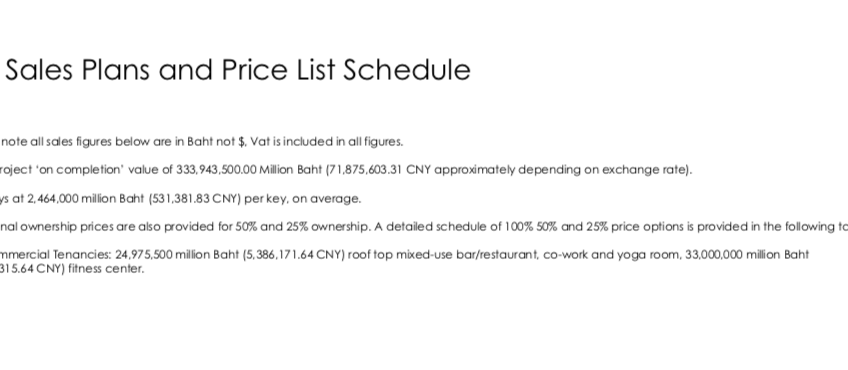 Sales Plans and Price List Schedule
note all sales figures below are in Baht not $, Vat is included in all figures.
roject 'on completion' value of 333,943,500.00 Million Baht (71,875,603.31 CNY approximately depending on exchange rate).
ys at 2,464,000 million Baht (531,381.83 CNY) per key, on average.
nal ownership prices are also provided for 50% and 25% ownership. A detailed schedule of 100% 50% and 25% price options is provided in the following ta
mmercial Tenancies: 24,975,500 million Baht (5,386,171.64 CNY) roof top mixed-use bar/restaurant, co-work and yoga room, 33,000,000 million Baht
315.64 CNY) fitness center.